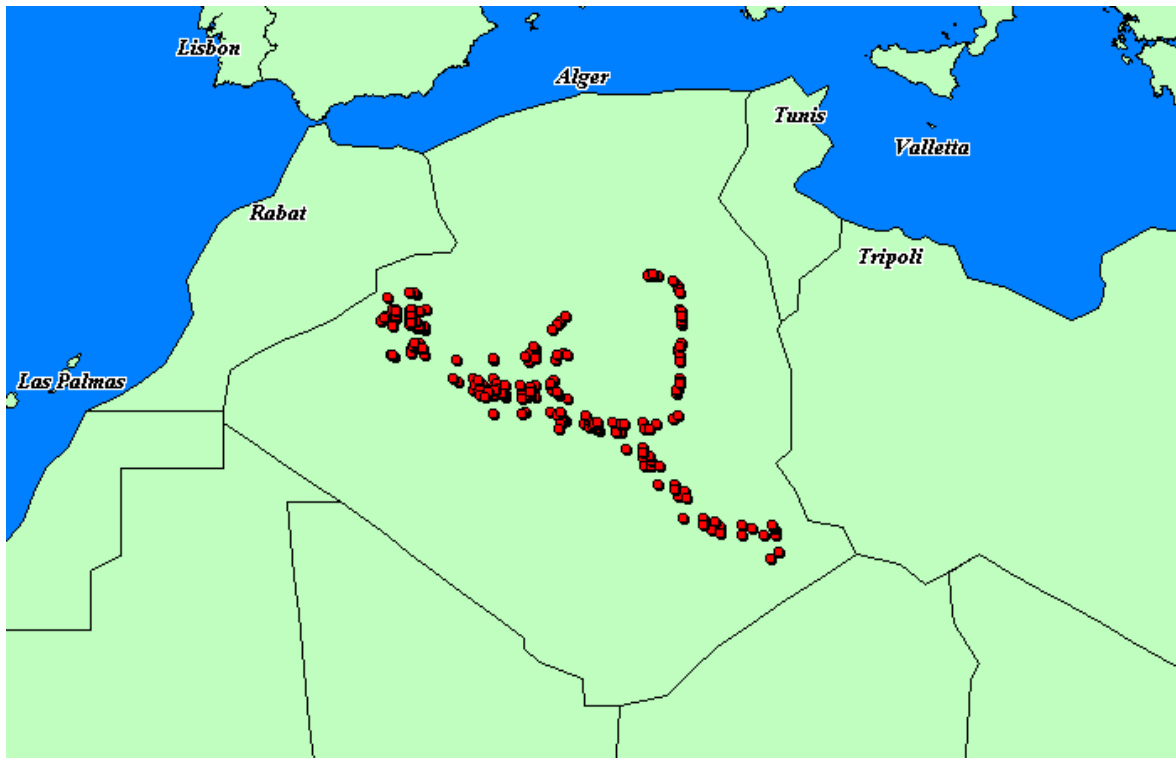 Lisbon
Alger
Tunis
Valletta
Rabat
Tripoli
Las Palmas